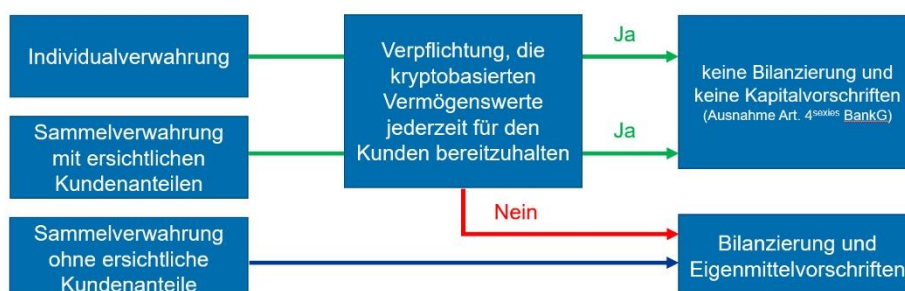 Individualverwahrung
Sammelverwahrung
mit ersichtlichen
Kundenanteilen
Sammelverwahrung
ohne ersichtliche
Kundenanteile
Verpflichtung, die
kryptobasierten
Vermögenswerte
jederzeit für den
Kunden bereitzuhalten
Ja
Ja
Nein
keine Bilanzierung und
keine Kapitalvorschriften
(Ausnahme Art. 4sexies BankG)
Bilanzierung und
Eigenmittelvorschriften